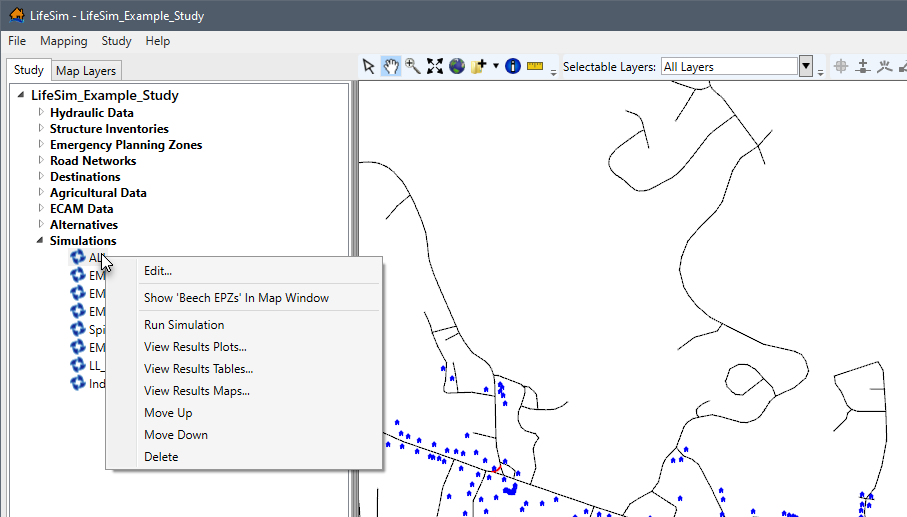 LifeSim - LifeSim_Example_Study
File Mapping Study Help
Study Map Layers
Selectable Layers: All Layers
LifeSim_Example_Study
Hydraulic Data
Structure Inventories
Emergency Planning Zones
Road Networks
Destinations
Agricultural Data
ECAM Data
Alternatives
Simulations
EM
EM
EM
Spi
EM
LL_
Ind
Edit...
Show 'Beech EPZs' In Map Window
Run Simulation
View Results Plots...
View Results Tables...
View Results Maps...
Move Up
Move Down
Delete